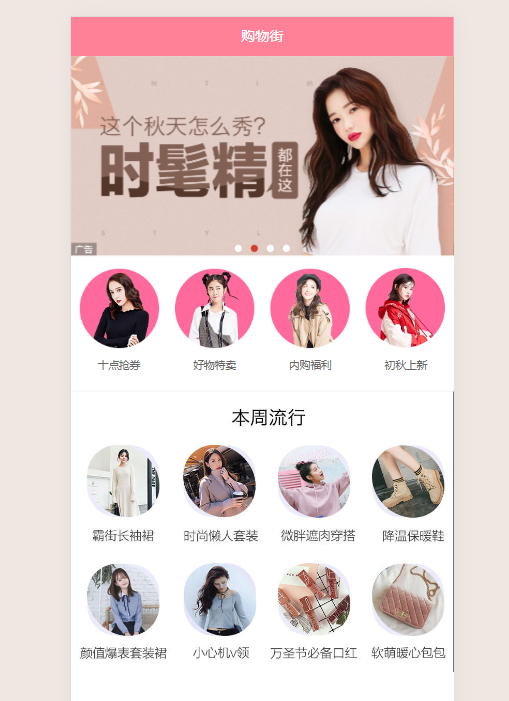 购物街
这个秋天怎么秀?
时髦精
都在这
广告
十点抢券 好物特卖 内购福利 初秋上新
本周流行
霸街长袖裙 时尚懒人套装 微胖遮肉穿搭 降温保暖鞋
颜值爆表套装裙 小心机v领 万圣节必备口红 软萌暖心包包